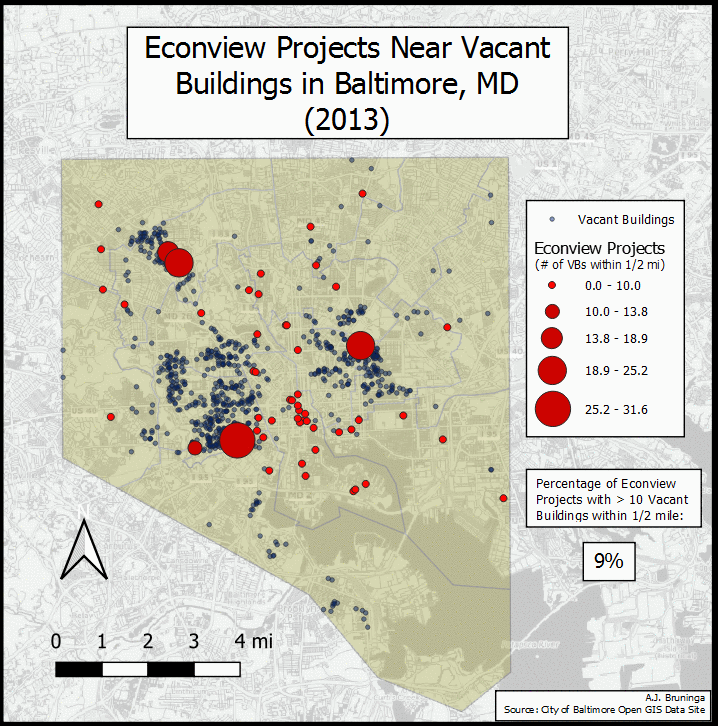 Econview Projects Near Vacant
Buildings in Baltimore, MD
(2013)
Vacant Buildings
Econview Projects
(# of VBs within 1/2 mi)
0.0 - 10.0
10.0 - 13.8
13.8 - 18.9
18.9 - 25.2
25.2 - 31.6
Percentage of Econview
Projects with > 10 Vacant
Buildings within 1/2 mile:
9%
0 1 2 3 4 mi
A.J. Bruninga
Source: City of Baltimore Open GIS Data Site